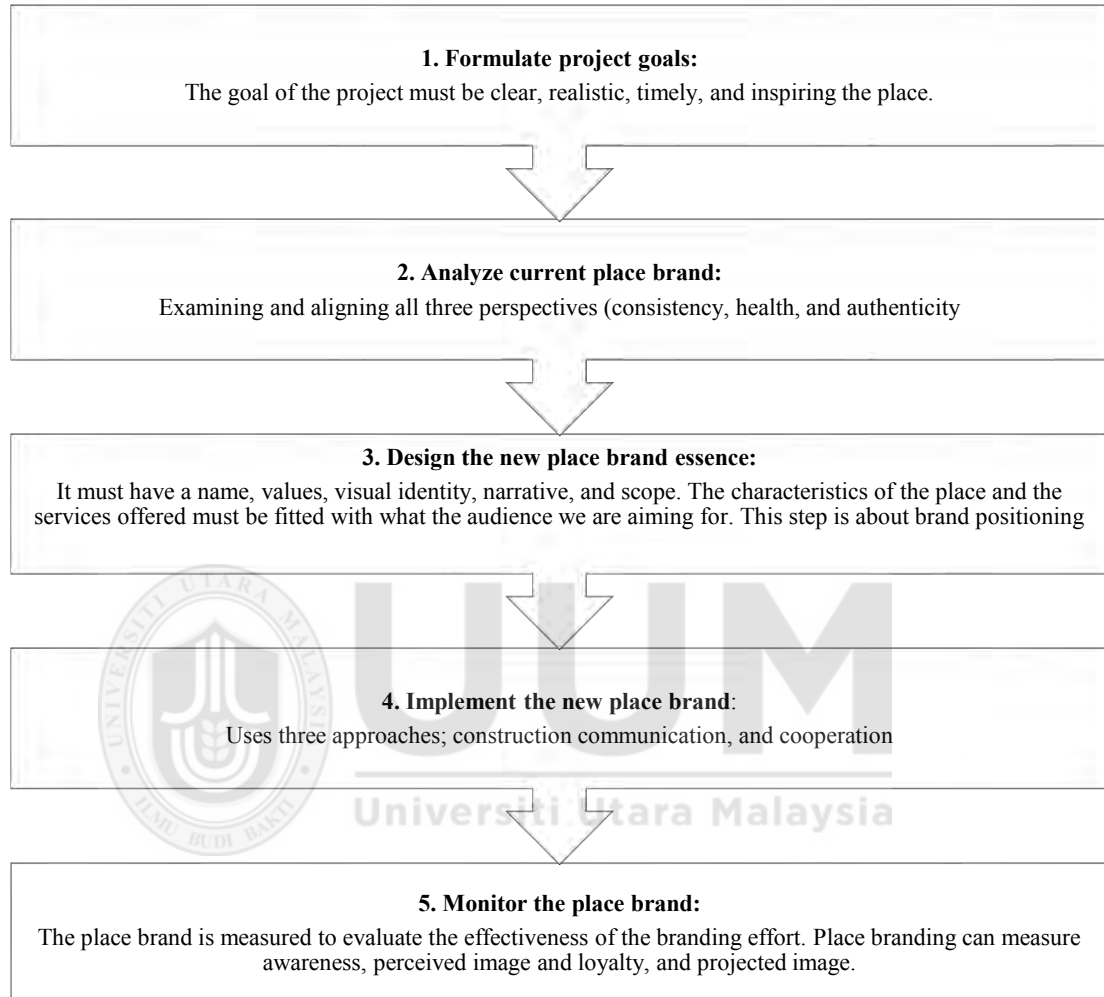 1. Formulate project goals:
The goal of the project must be clear, realistic, timely, and inspiring the place.
2. Analyze current place brand:
Examining and aligning all three perspectives (consistency, health, and authenticity
3. Design the new place brand essence:
It must have a name, values, visual identity, narrative, and scope. The characteristics of the place and the
services offered must be fitted with what the audience we are aiming for. This step is about brand positioning
UNIVERSITI UTARA MALAYSIA
UUM
4. Implement the new place brand:
Uses three approaches; construction communication, and cooperation
Universiti Utara Malaysia
ILMU BUDI BAKTI
5. Monitor the place brand:
The place brand is measured to evaluate the effectiveness of the branding effort. Place branding can measure
awareness, perceived image and loyalty, and projected image.